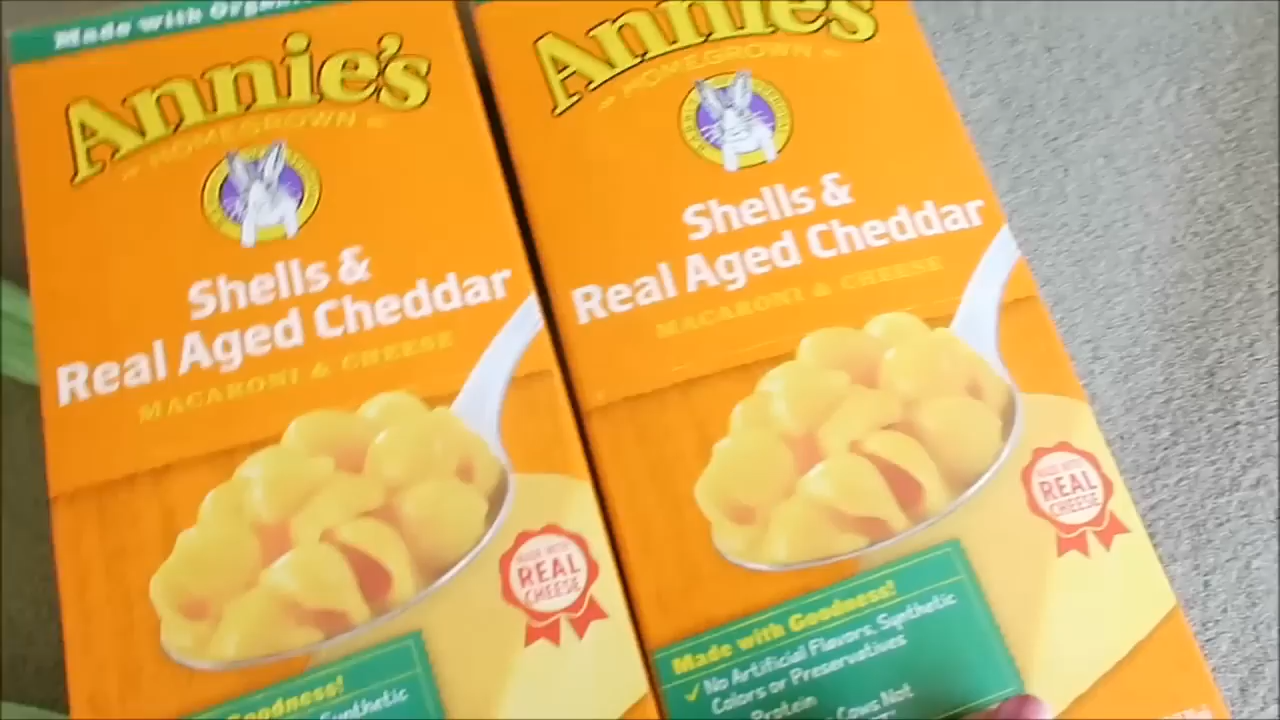 Made with Organic
Annie's
HOMEGROWN
Shells &
Real Aged Cheddar
MACARONI & CHEESE
MADE WITH
REAL
CHEESE
Goodness!
Synthetic
Annie's
HOMEGROWN
Shells &
Real Aged Cheddar
MACARONI & CHEESE
MADE WITH
REAL
CHEESE
Made with Goodness!
✓ No Artificial Flavors, Synthetic
Colors or Preservatives
Protein
Cows Not